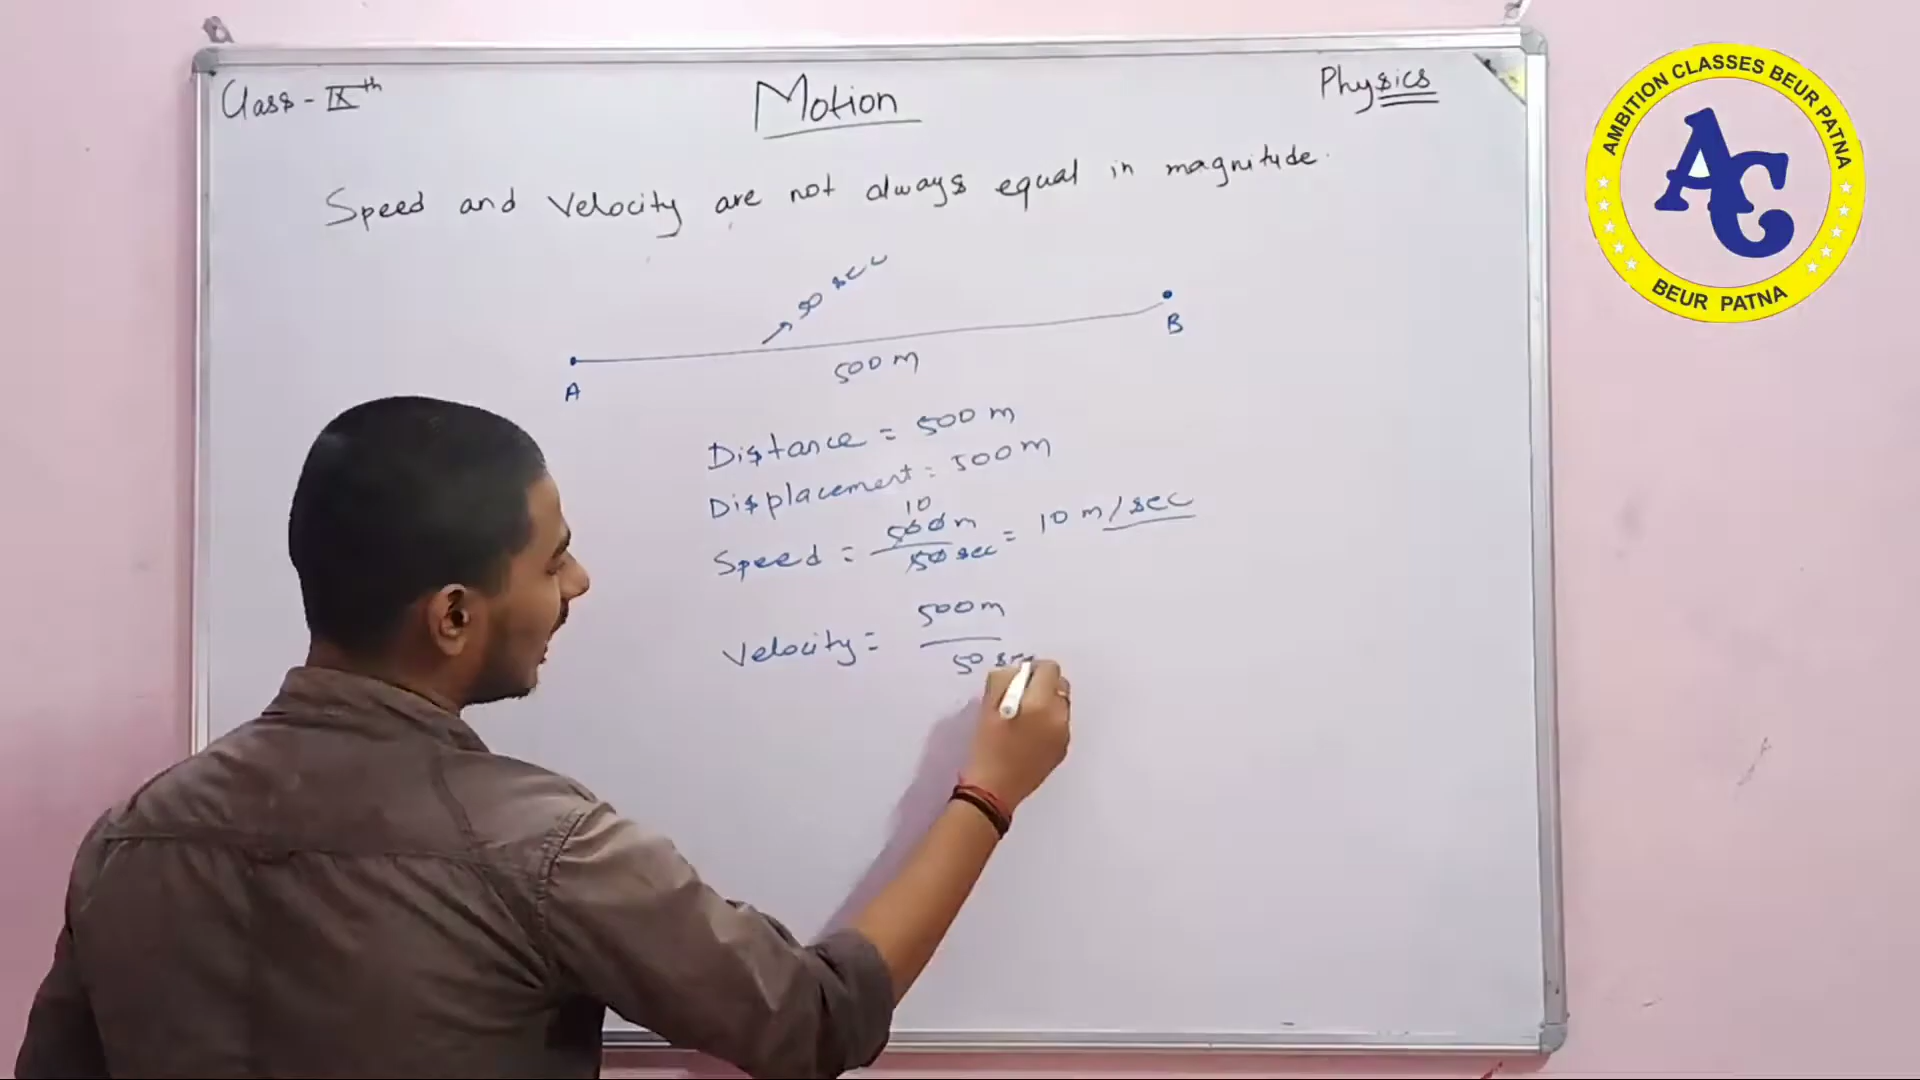 Class - IXth
Motion
Physics
Speed and Velocity are not always equal in magnitude.
50 sec
A
B
500 m
Distance = 500 m
Displacement = 500 m
10
Speed = 500 m / 50 sec = 10 m/sec
Velocity = 500 m / 50 sec
AMBITION CLASSES BEUR PATNA
AC
BEUR PATNA